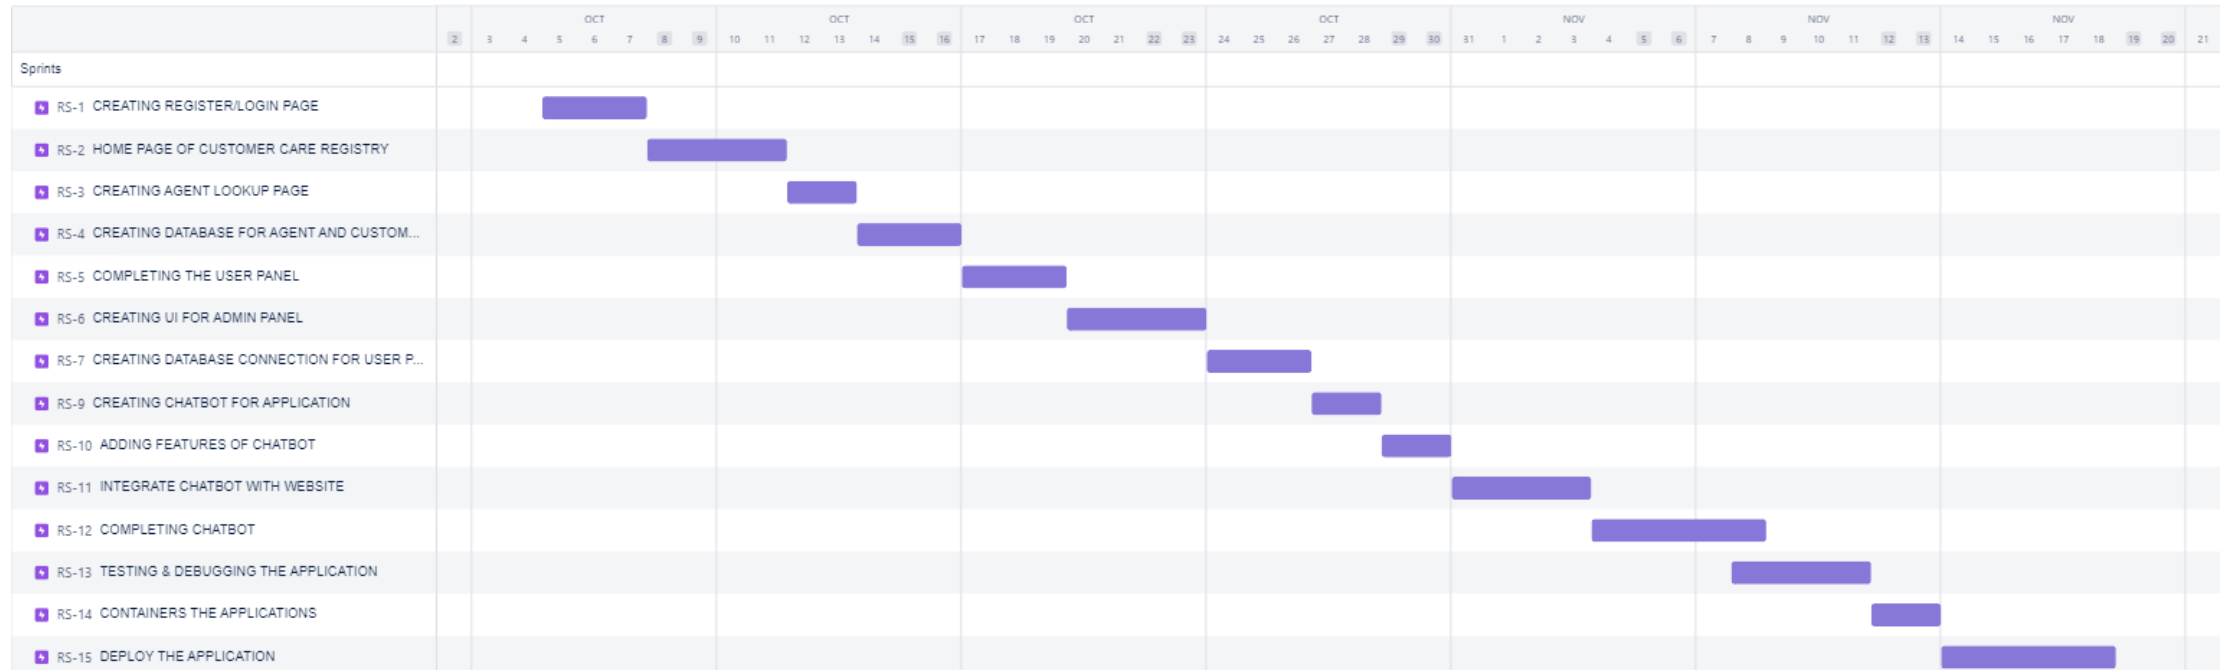 OCT OCT OCT OCT NOV NOV NOV
2 3 4 5 6 7 8 9 10 11 12 13 14 15 16 17 18 19 20 21 22 23 24 25 26 27 28 29 30 31 1 2 3 4 5 6 7 8 9 10 11 12 13 14 15 16 17 18 19 20 21
Sprints
RS-1 CREATING REGISTER/LOGIN PAGE
RS-2 HOME PAGE OF CUSTOMER CARE REGISTRY
RS-3 CREATING AGENT LOOKUP PAGE
RS-4 CREATING DATABASE FOR AGENT AND CUSTOM...
RS-5 COMPLETING THE USER PANEL
RS-6 CREATING UI FOR ADMIN PANEL
RS-7 CREATING DATABASE CONNECTION FOR USER P...
RS-9 CREATING CHATBOT FOR APPLICATION
RS-10 ADDING FEATURES OF CHATBOT
RS-11 INTEGRATE CHATBOT WITH WEBSITE
RS-12 COMPLETING CHATBOT
RS-13 TESTING & DEBUGGING THE APPLICATION
RS-14 CONTAINERS THE APPLICATIONS
RS-15 DEPLOY THE APPLICATION